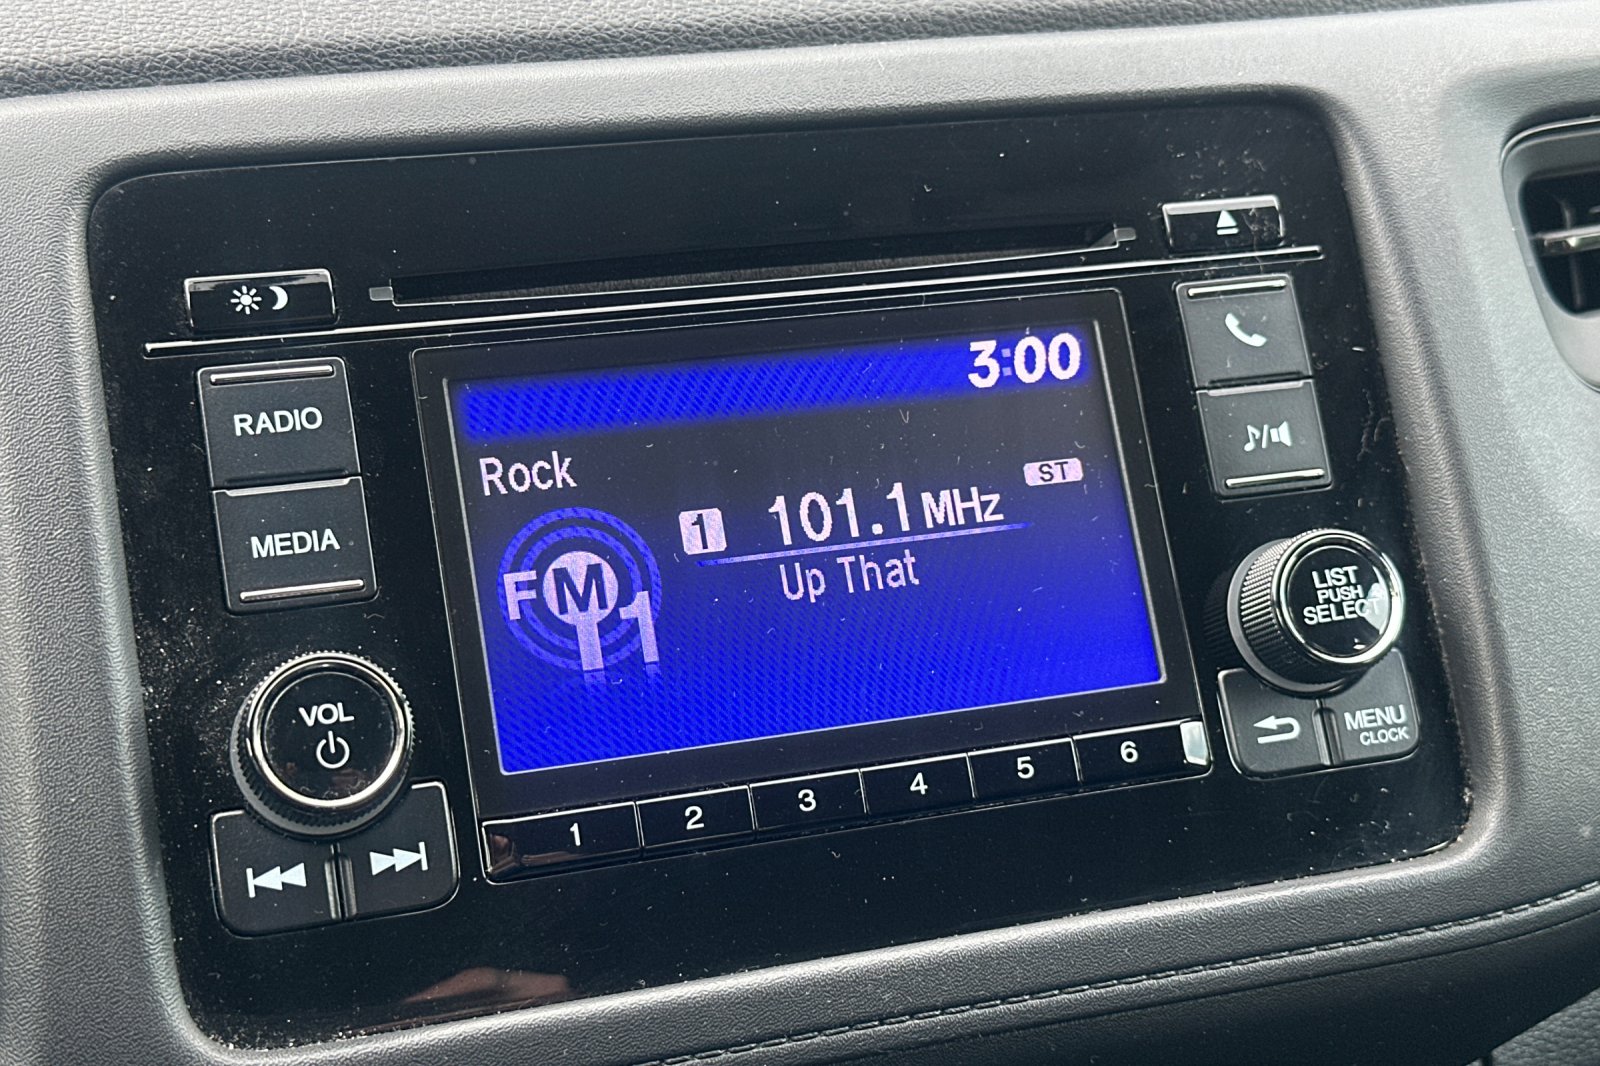 3:00
RADIO
MEDIA
Rock
1 101.1 MHz ST
Up That
FM 1
VOL
LIST
PUSH
SELECT
MENU
CLOCK
1 2 3 4 5 6